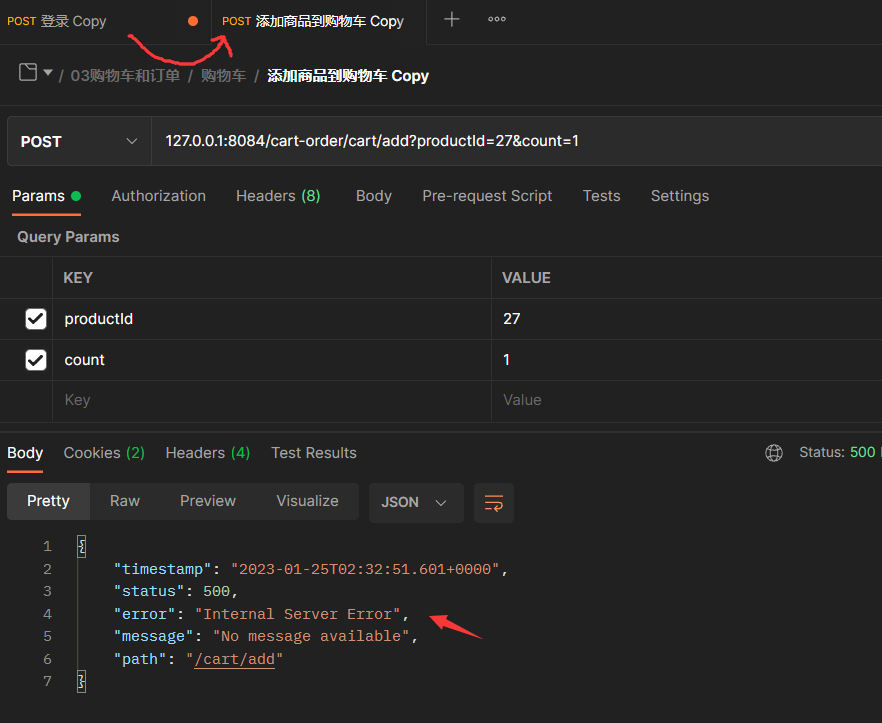 POST 登录 Copy
POST 添加商品到购物车 Copy
/ 03购物车和订单 / 购物车 / 添加商品到购物车 Copy
POST 127.0.0.1:8084/cart-order/cart/add?productId=27&count=1
Params Authorization Headers (8) Body Pre-request Script Tests Settings
Query Params
KEY VALUE
productId 27
count 1
Key Value
Body Cookies (2) Headers (4) Test Results Status: 500
Pretty Raw Preview Visualize JSON
1 {
2 "timestamp": "2023-01-25T02:32:51.601+0000",
3 "status": 500,
4 "error": "Internal Server Error",
5 "message": "No message available",
6 "path": "/cart/add"
7 }